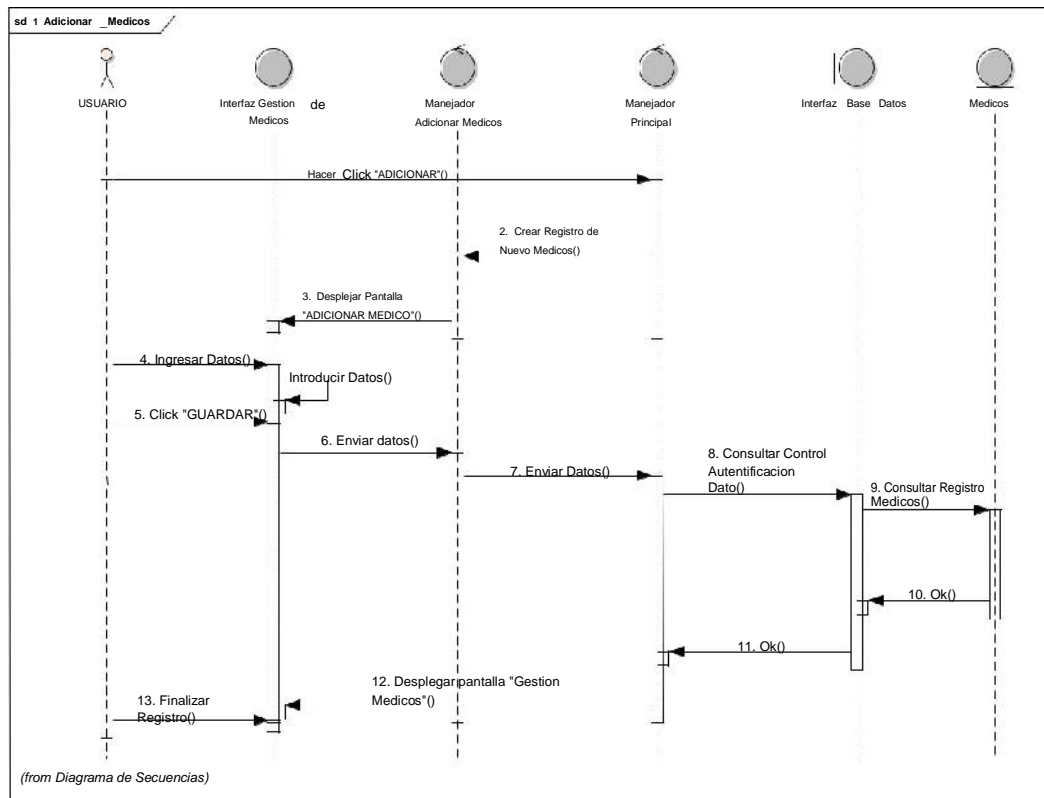 sd 1 Adicionar _Medicos
USUARIO
Interfaz Gestion de
Medicos
Manejador
Adicionar Medicos
Manejador
Principal
Interfaz Base Datos
Medicos
Hacer Click "ADICIONAR"()
2. Crear Registro de
Nuevo Medicos()
3. Desplejar Pantalla
"ADICIONAR MEDICO"()
4. Ingresar Datos()
Introducir Datos()
5. Click "GUARDAR"()
6. Enviar datos()
7. Enviar Datos()
8. Consultar Control
Autentificacion
Dato()
9. Consultar Registro
Medicos()
10. Ok()
11. Ok()
12. Desplegar pantalla "Gestion
Medicos"()
13. Finalizar
Registro()
(from Diagrama de Secuencias)